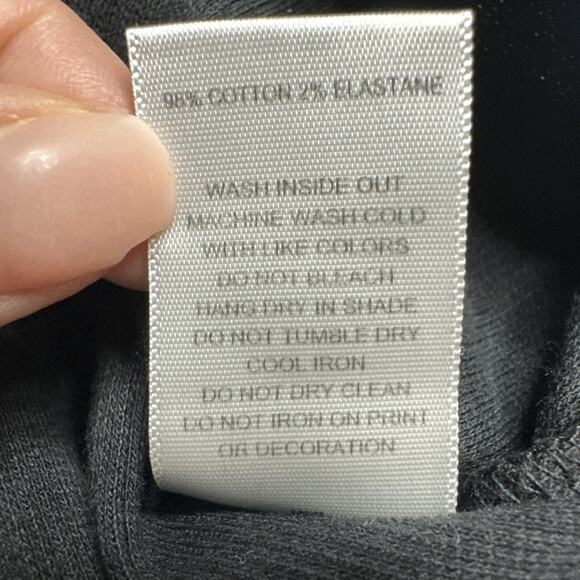 98% COTTON 2% ELASTANE
WASH INSIDE OUT
MACHINE WASH COLD
WITH LIKE COLORS
DO NOT BLEACH
HANG DRY IN SHADE
DO NOT TUMBLE DRY
COOL IRON
DO NOT DRY CLEAN
DO NOT IRON ON PRINT
OR DECORATION